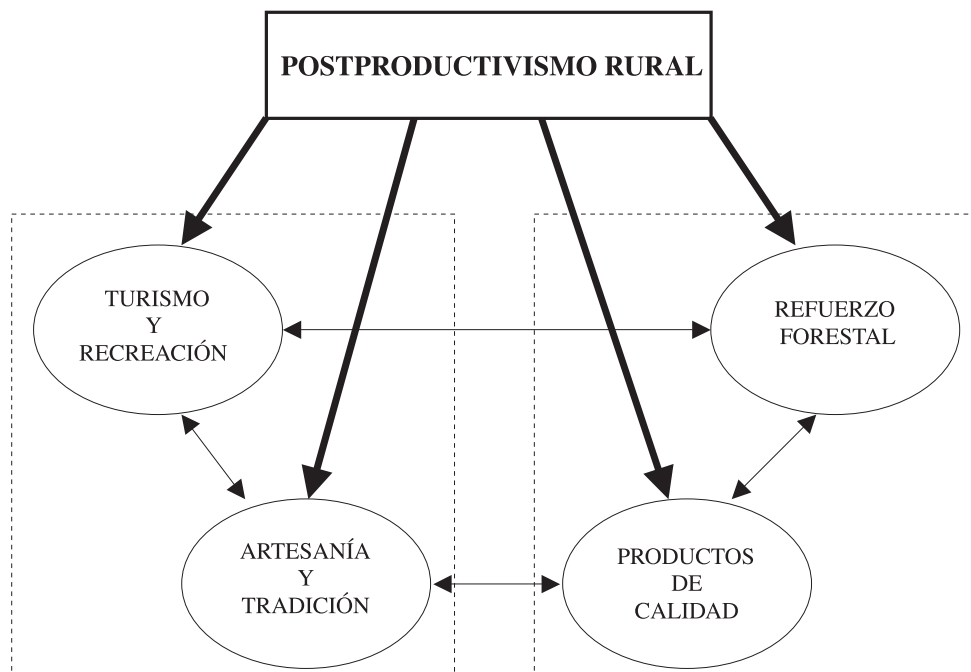 POSTPRODUCTIVISMO RURAL
TURISMO
Y
RECREACIÓN
REFUERZO
FORESTAL
ARTESANÍA
Y
TRADICIÓN
PRODUCTOS
DE
CALIDAD